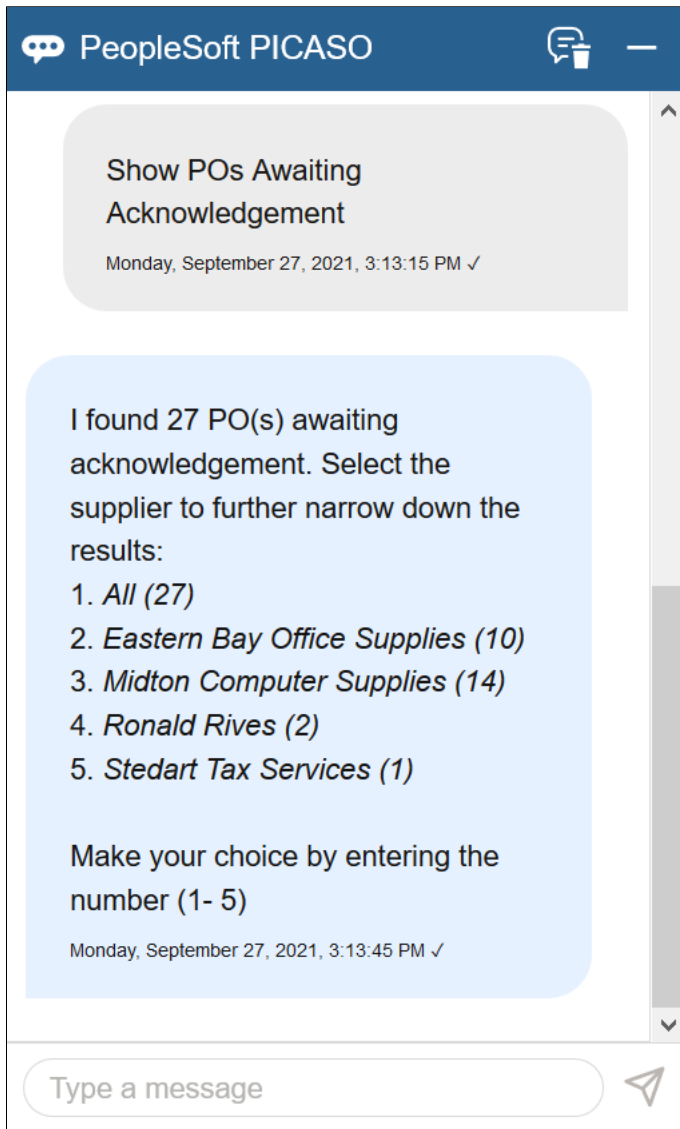 PeopleSoft PICASO
Show POs Awaiting
Acknowledgement
Monday, September 27, 2021, 3:13:15 PM ✓
I found 27 PO(s) awaiting
acknowledgement. Select the
supplier to further narrow down the
results:
1. All (27)
2. Eastern Bay Office Supplies (10)
3. Midton Computer Supplies (14)
4. Ronald Rives (2)
5. Stedart Tax Services (1)
Make your choice by entering the
number (1- 5)
Monday, September 27, 2021, 3:13:45 PM ✓
Type a message